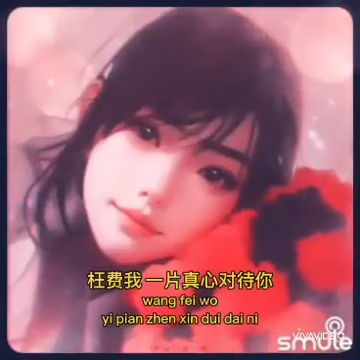 枉费我 一片真心对待你
wang fei wo
yi pian zhen xin dui dai ni
VIVAVIDEO
smule